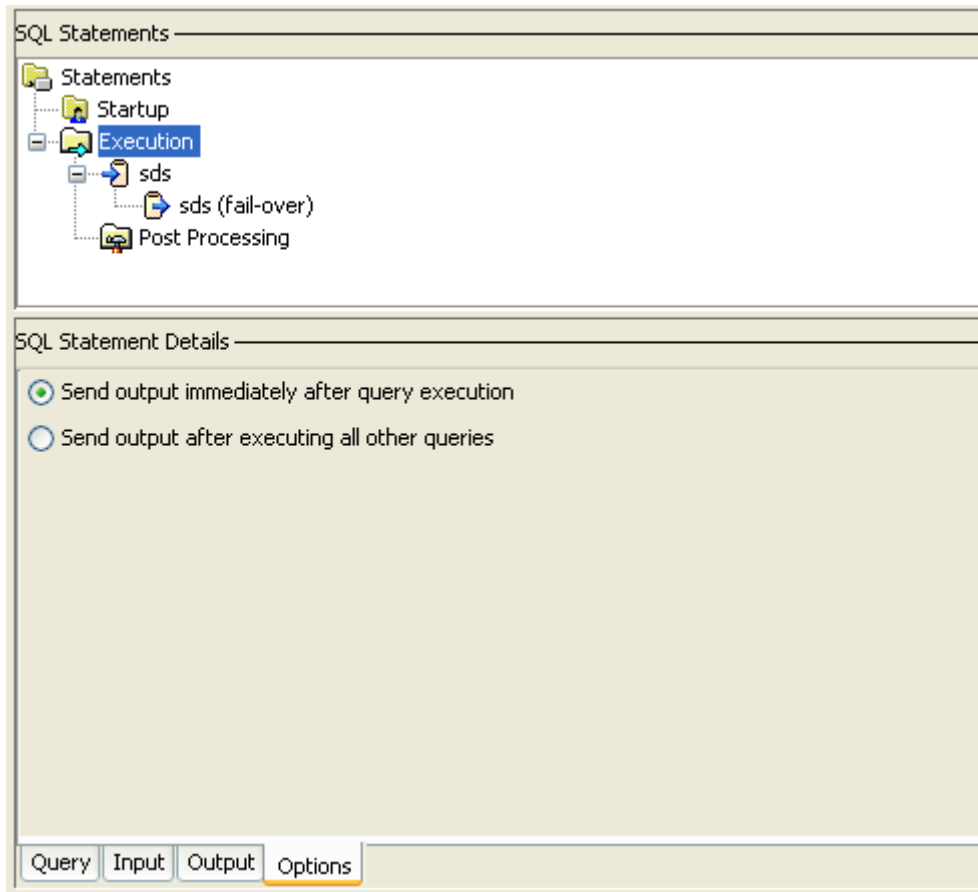 SQL Statements
Statements
Startup
Execution
sds
sds (fail-over)
Post Processing
SQL Statement Details
Send output immediately after query execution
Send output after executing all other queries
Query Input Output Options